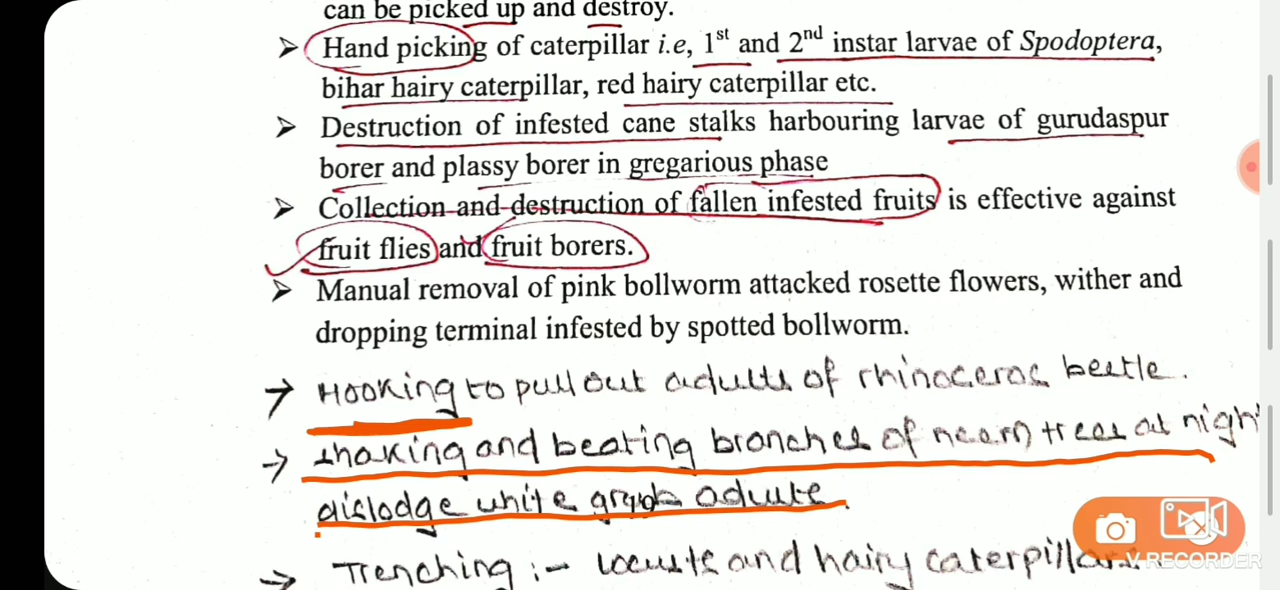 can be picked up and destroy.
➤ Hand picking of caterpillar i.e, 1st and 2nd instar larvae of Spodoptera,
bihar hairy caterpillar, red hairy caterpillar etc.
➤ Destruction of infested cane stalks harbouring larvae of gurudaspur
borer and plassy borer in gregarious phase
➤ Collection and destruction of fallen infested fruits is effective against
fruit flies and fruit borers.
➤ Manual removal of pink bollworm attacked rosette flowers, wither and
dropping terminal infested by spotted bollworm.
→ Hooking to pull out adults of rhinoceros beetle.
→ shaking and beating branches of neem trees at night
dislodge white grub adults.
→ Trenching :- locusts and hairy caterpillars.
V RECORDER